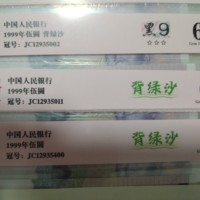 中国人民银行
1999年伍圆 背绿沙
冠号：JC12935002
黑9
☆☆☆
6
中国人民银行
1999年伍圆
冠号：JC12935011
背绿沙
中国人民银行
1999年伍圆
冠号：JC12935400
背绿沙